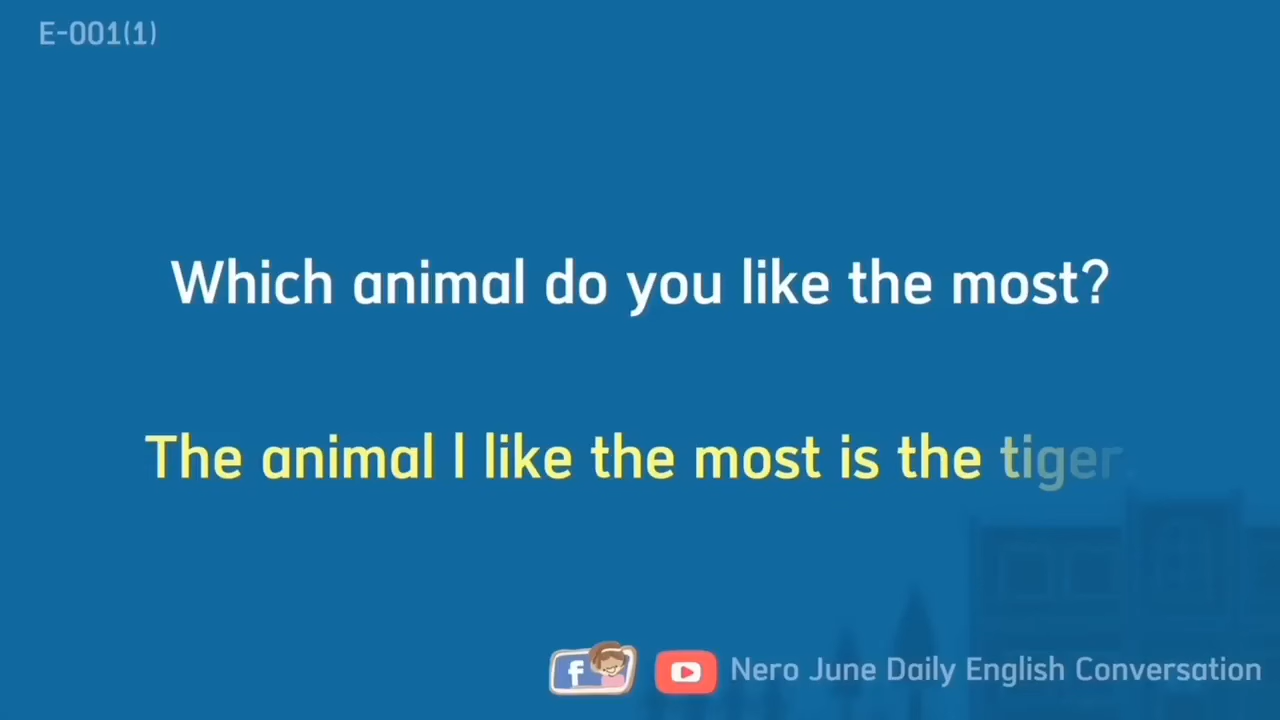 E-001(1)
Which animal do you like the most?
The animal I like the most is the tiger.
Nero June Daily English Conversation